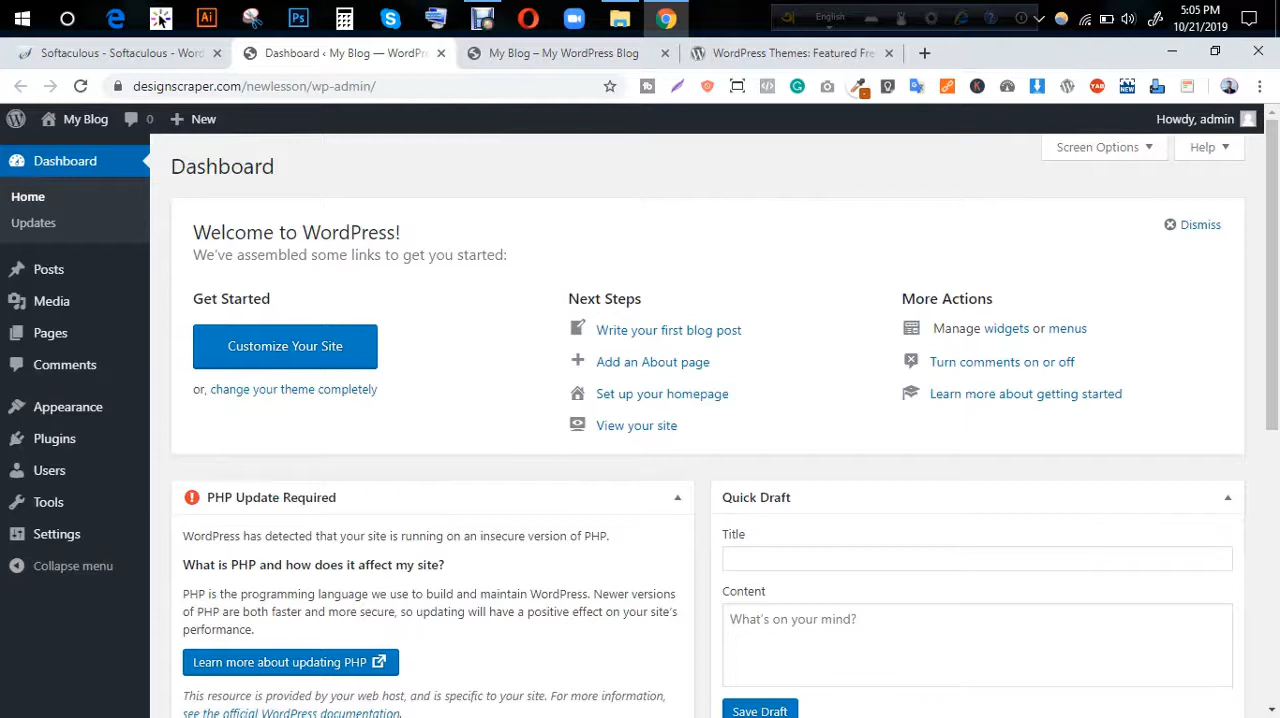 English
5:05 PM
10/21/2019
Softaculous - Softaculous - Word
Dashboard ‹ My Blog — WordPr
My Blog – My WordPress Blog
WordPress Themes: Featured Fre
designscraper.com/newlesson/wp-admin/
My Blog
0
New
Howdy, admin
Dashboard
Home
Updates
Posts
Media
Pages
Comments
Appearance
Plugins
Users
Tools
Settings
Collapse menu
Dashboard
Screen Options
Help
Welcome to WordPress!
We've assembled some links to get you started:
Dismiss
Get Started
Customize Your Site
or, change your theme completely
Next Steps
Write your first blog post
Add an About page
Set up your homepage
View your site
More Actions
Manage widgets or menus
Turn comments on or off
Learn more about getting started
PHP Update Required
WordPress has detected that your site is running on an insecure version of PHP.
What is PHP and how does it affect my site?
PHP is the programming language we use to build and maintain WordPress. Newer versions
of PHP are both faster and more secure, so updating will have a positive effect on your site's
performance.
Learn more about updating PHP
This resource is provided by your web host, and is specific to your site. For more information,
see the official WordPress documentation.
Quick Draft
Title
Content
What's on your mind?
Save Draft